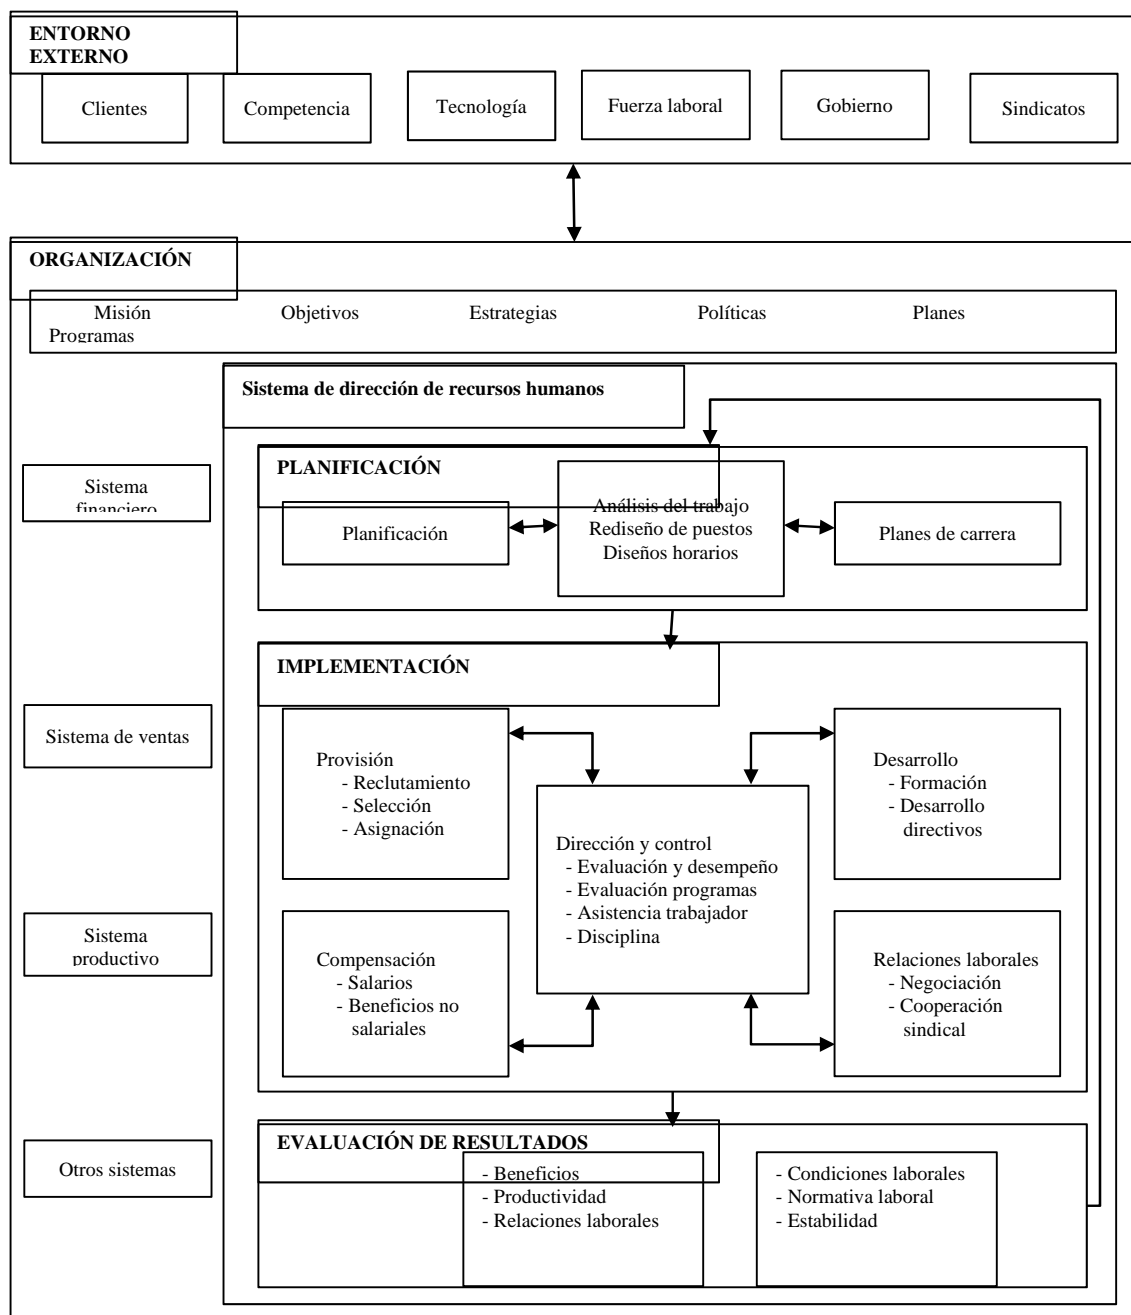 ENTORNO
EXTERNO
Clientes
Competencia
Tecnología
Fuerza laboral
Gobierno
Sindicatos
ORGANIZACIÓN
Misión Objetivos Estrategias Políticas Planes
Programas
Sistema de dirección de recursos humanos
Sistema
financiero
PLANIFICACIÓN
Planificación
Análisis del trabajo
Rediseño de puestos
Diseños horarios
Planes de carrera
IMPLEMENTACIÓN
Sistema de ventas
Provisión
- Reclutamiento
- Selección
- Asignación
Desarrollo
- Formación
- Desarrollo
directivos
Dirección y control
- Evaluación y desempeño
- Evaluación programas
- Asistencia trabajador
- Disciplina
Sistema
productivo
Compensación
- Salarios
- Beneficios no
salariales
Relaciones laborales
- Negociación
- Cooperación
sindical
EVALUACIÓN DE RESULTADOS
Otros sistemas
- Beneficios
- Productividad
- Relaciones laborales
- Condiciones laborales
- Normativa laboral
- Estabilidad